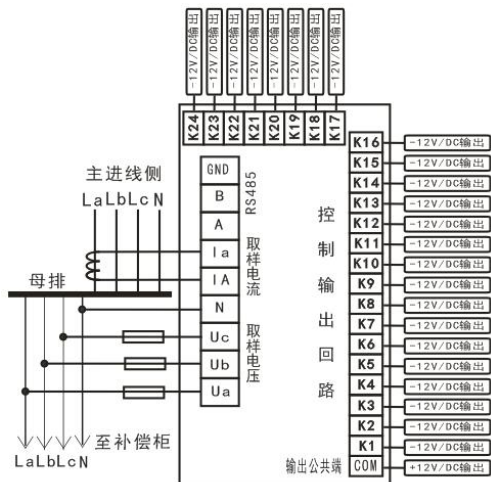 -12V/DC输出 -12V/DC输出 -12V/DC输出 -12V/DC输出 -12V/DC输出 -12V/DC输出 -12V/DC输出 -12V/DC输出
K24 K23 K22 K21 K20 K19 K18 K17
主进线侧
La Lb Lc N
母排
LaLbLcN
至补偿柜
GND
B
A
Ia
IA
N
Uc
Ub
Ua
RS485
取样电流
取样电压
控制输出回路
K16 -12V/DC输出
K15 -12V/DC输出
K14 -12V/DC输出
K13 -12V/DC输出
K12 -12V/DC输出
K11 -12V/DC输出
K10 -12V/DC输出
K9 -12V/DC输出
K8 -12V/DC输出
K7 -12V/DC输出
K6 -12V/DC输出
K5 -12V/DC输出
K4 -12V/DC输出
K3 -12V/DC输出
K2 -12V/DC输出
K1 -12V/DC输出
输出公共端 COM +12V/DC输出